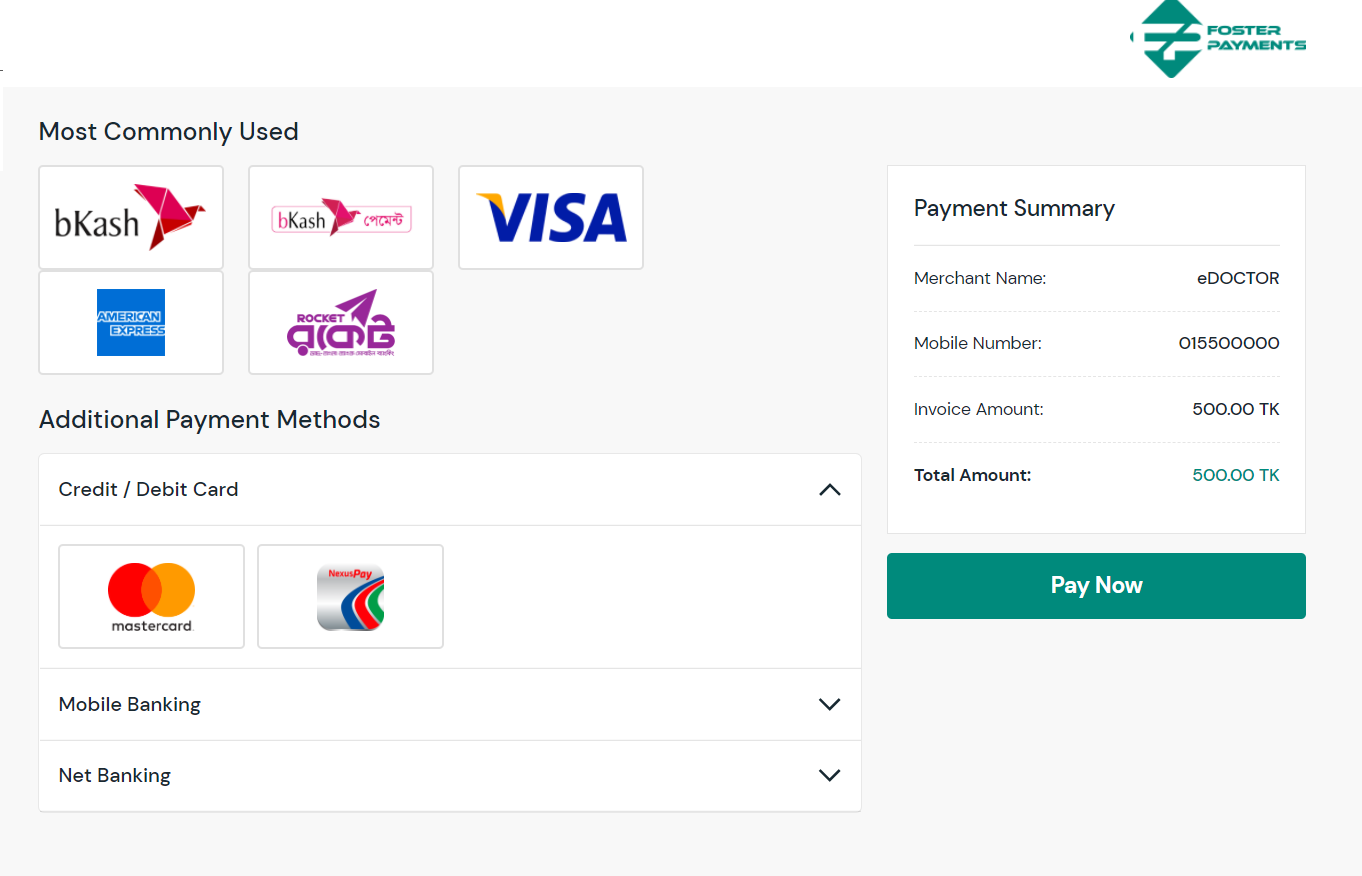 FOSTER
PAYMENTS
Most Commonly Used
bKash
bKash পেমেন্ট
VISA
AMERICAN
EXPRESS
ROCKET
রকেট
Payment Summary
Merchant Name: eDOCTOR
Mobile Number: 015500000
Invoice Amount: 500.00 TK
Total Amount: 500.00 TK
Pay Now
Additional Payment Methods
Credit / Debit Card
mastercard.
NexusPay
Mobile Banking
Net Banking